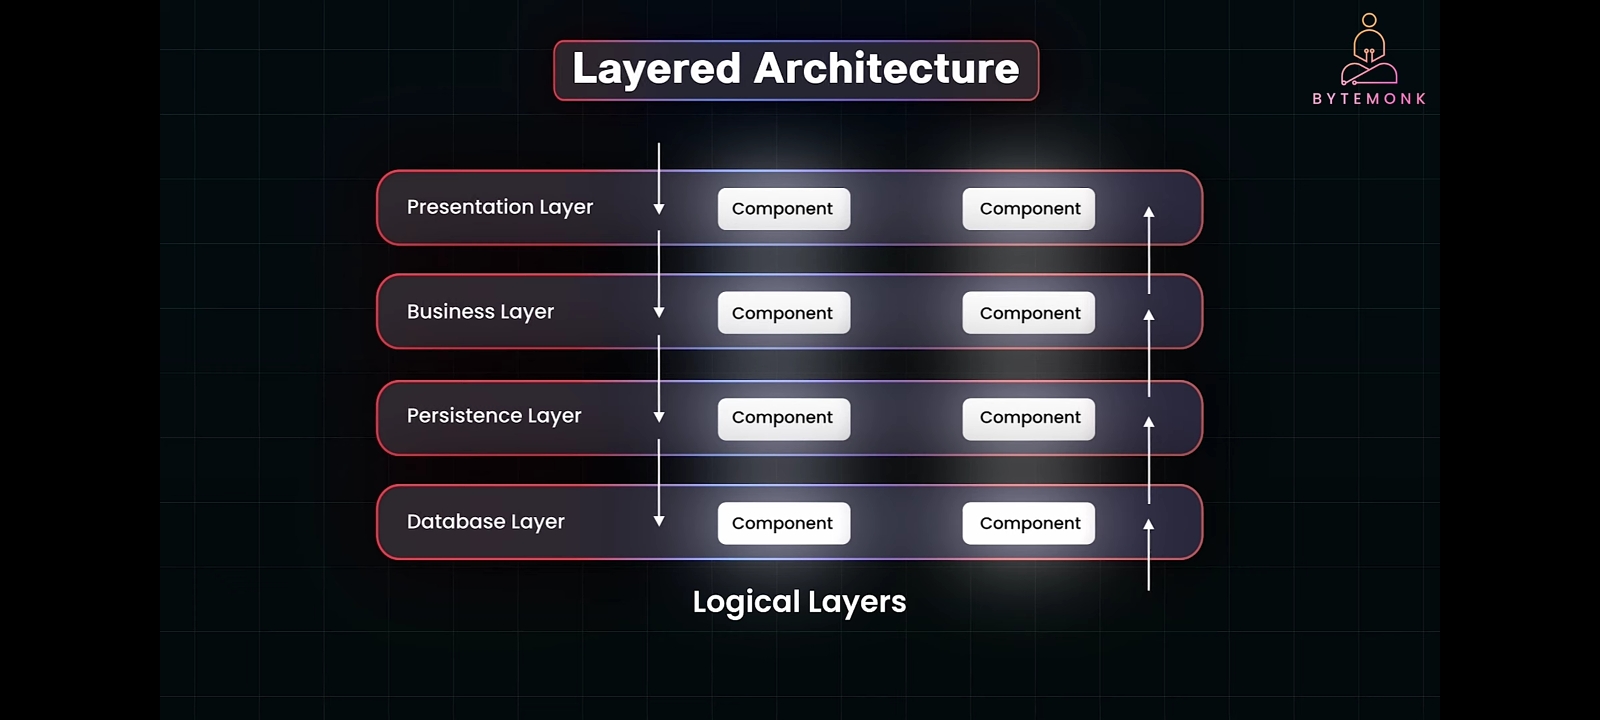 Layered Architecture
BYTEMONK
Presentation Layer Component Component
Business Layer Component Component
Persistence Layer Component Component
Database Layer Component Component
Logical Layers